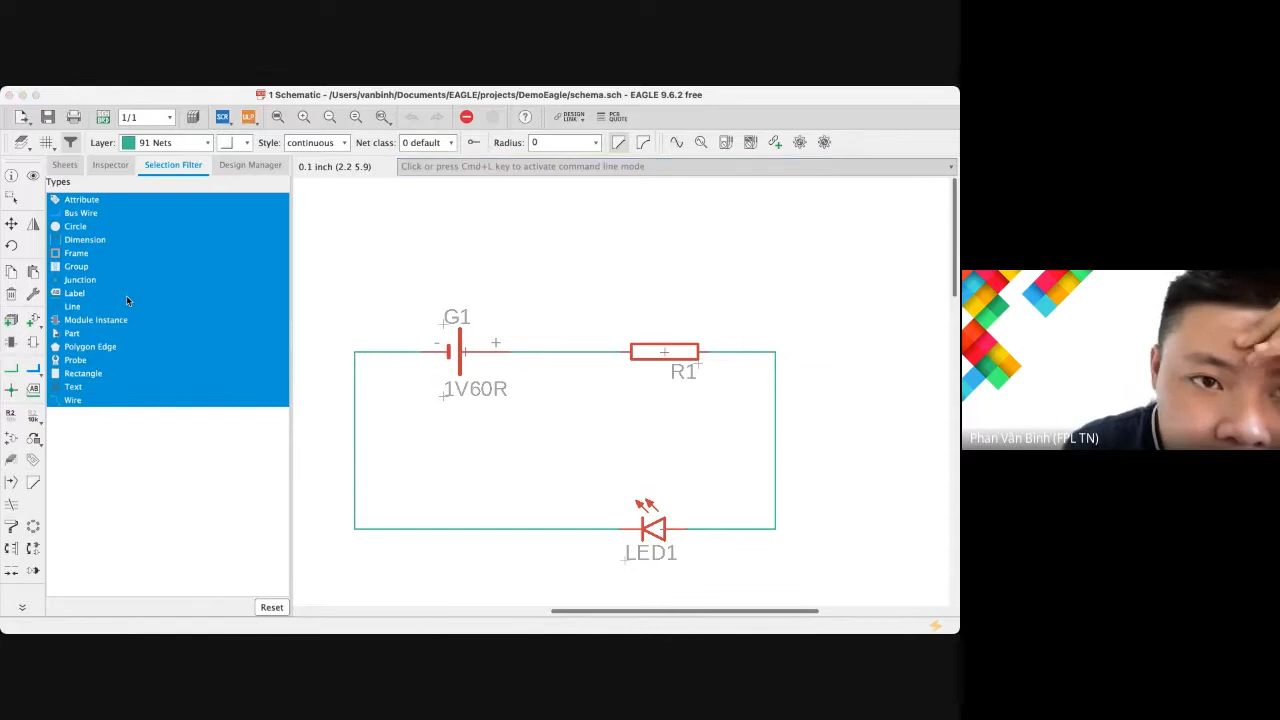 1 Schematic - /Users/vanbinh/Documents/EAGLE/projects/DemoEagle/schema.sch - EAGLE 9.6.2 free
1/1
SCR
ULP
DESIGN LINK
PCB QUOTE
Layer: 91 Nets
Style: continuous
Net class: 0 default
Radius: 0
Sheets
Inspector
Selection Filter
Design Manager
0.1 inch (2.2 5.9)
Click or press Cmd+L key to activate command line mode
Types
Attribute
Bus Wire
Circle
Dimension
Frame
Group
Junction
Label
Line
Module Instance
Part
Polygon Edge
Probe
Rectangle
Text
Wire
G1
- +
1V60R
R1
LED1
Reset
Phan Văn Bình (FPL TN)